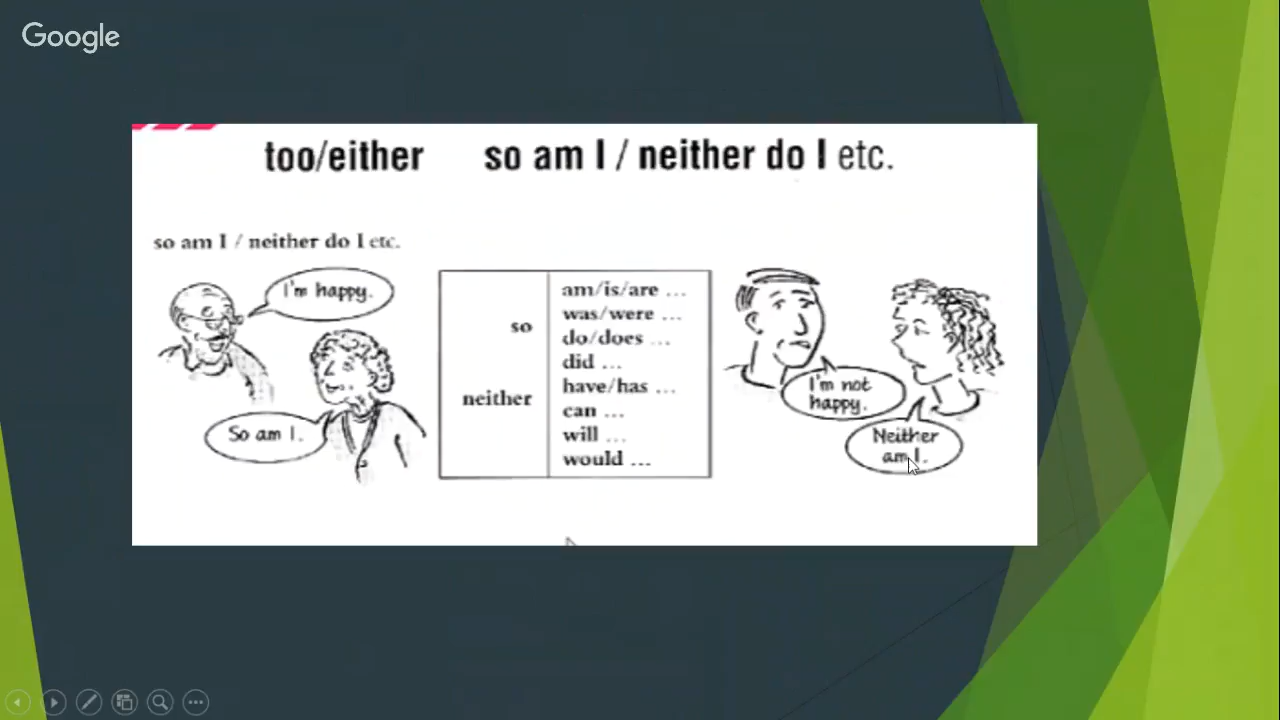 Google
too/either so am I / neither do I etc.
so am I / neither do I etc.
I'm happy.
So am I.
so
neither
am/is/are ...
was/were ...
do/does ...
did ...
have/has ...
can ...
will ...
would ...
I'm not
happy.
Neither
am I.